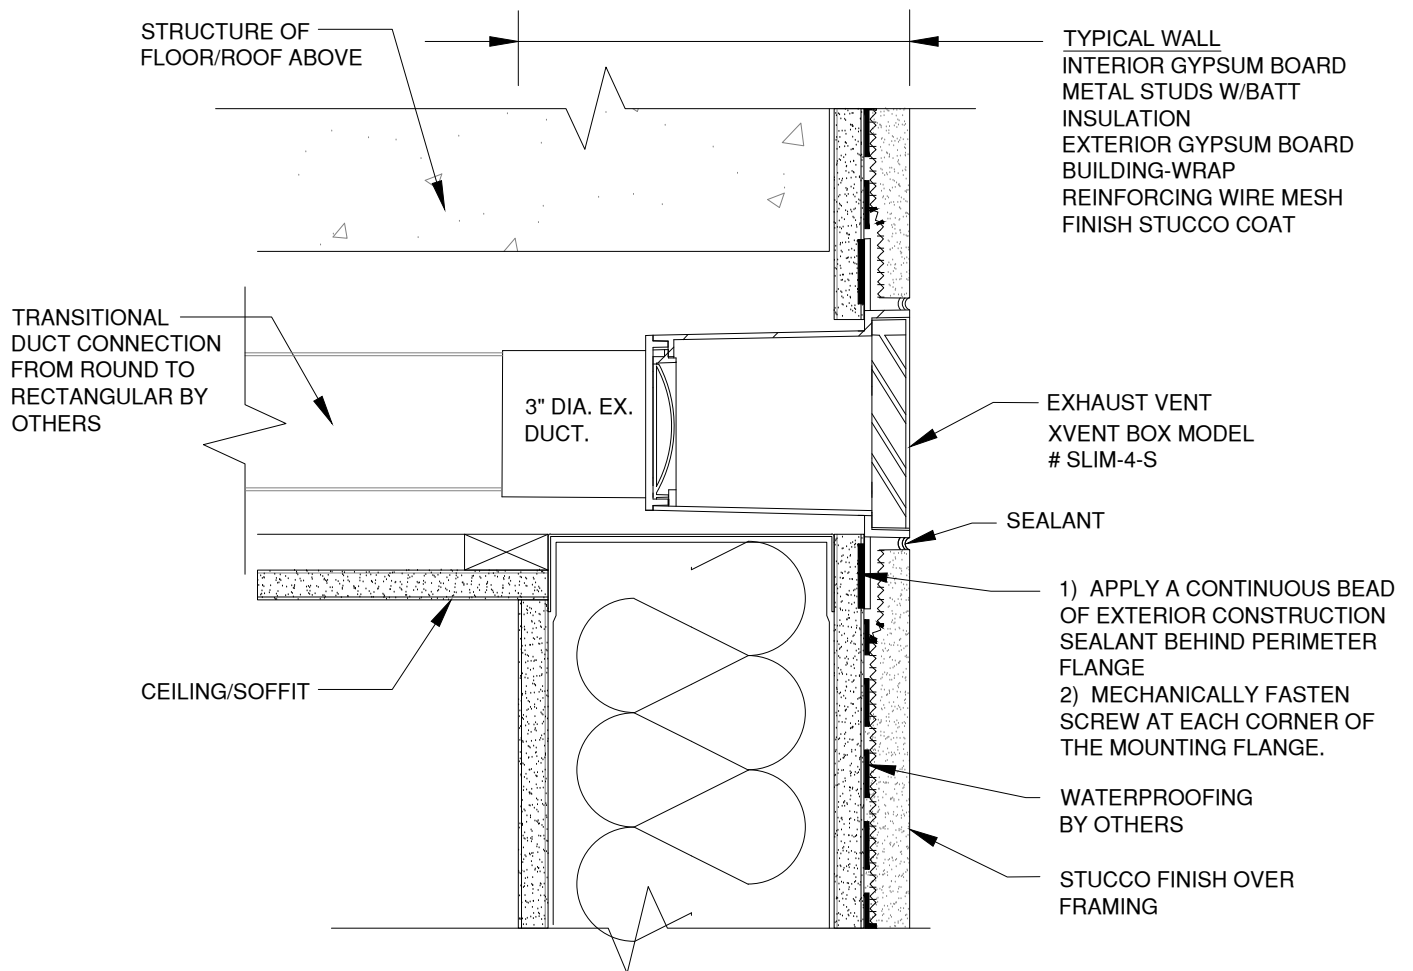 STRUCTURE OF
FLOOR/ROOF ABOVE
TYPICAL WALL
INTERIOR GYPSUM BOARD
METAL STUDS W/BATT
INSULATION
EXTERIOR GYPSUM BOARD
BUILDING-WRAP
REINFORCING WIRE MESH
FINISH STUCCO COAT
TRANSITIONAL
DUCT CONNECTION
FROM ROUND TO
RECTANGULAR BY
OTHERS
3" DIA. EX.
DUCT.
EXHAUST VENT
XVENT BOX MODEL
# SLIM-4-S
SEALANT
1) APPLY A CONTINUOUS BEAD
OF EXTERIOR CONSTRUCTION
SEALANT BEHIND PERIMETER
FLANGE
2) MECHANICALLY FASTEN
SCREW AT EACH CORNER OF
THE MOUNTING FLANGE.
CEILING/SOFFIT
WATERPROOFING
BY OTHERS
STUCCO FINISH OVER
FRAMING